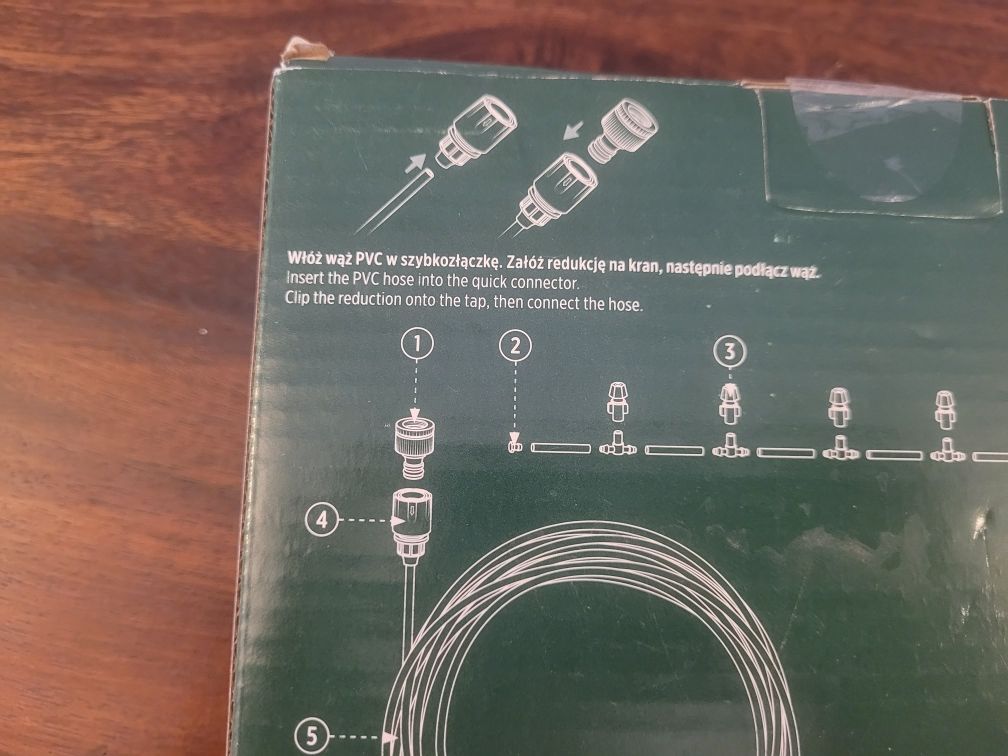 Włóż wąż PVC w szybkozłączkę. Załóż redukcję na kran, następnie podłącz wąż.
Insert the PVC hose into the quick connector.
Clip the reduction onto the tap, then connect the hose.
1 2 3
4
5